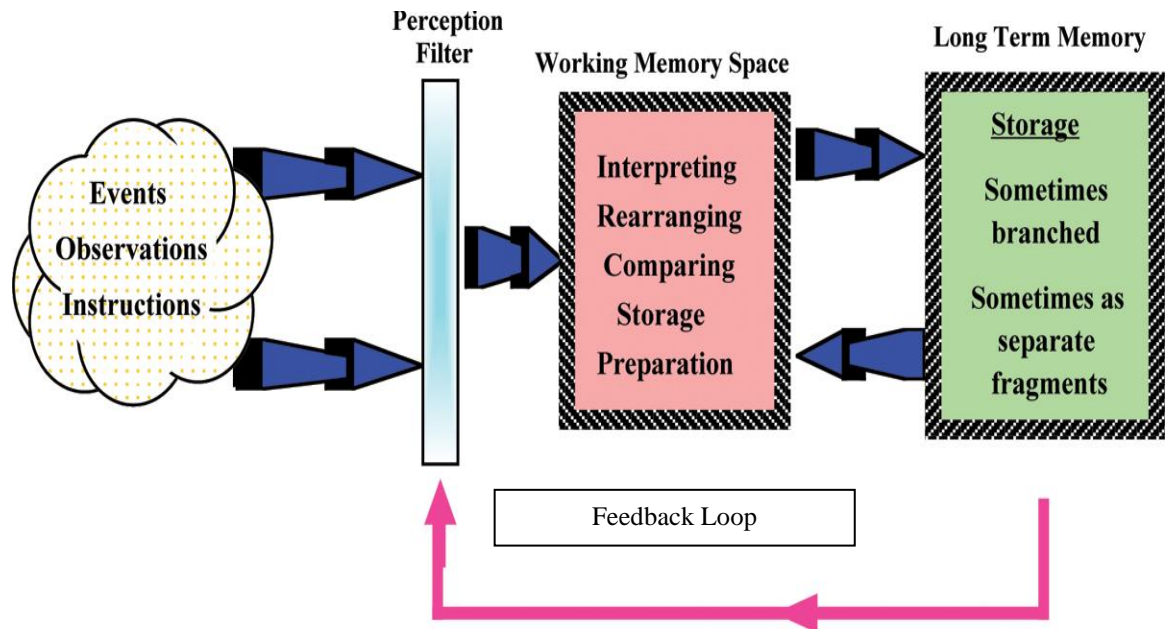 Perception
Filter
Working Memory Space
Long Term Memory
Events
Observations
Instructions
Interpreting
Rearranging
Comparing
Storage
Preparation
Storage
Sometimes
branched
Sometimes as
separate
fragments
Feedback Loop